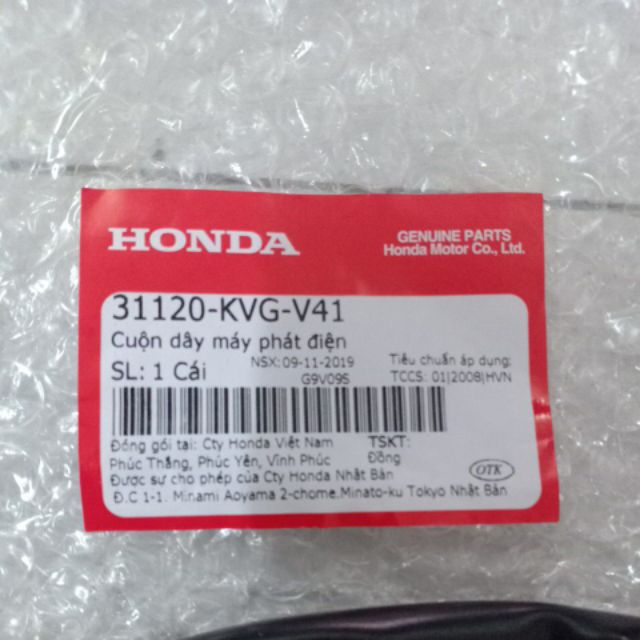 HONDA
GENUINE PARTS
Honda Motor Co., Ltd.
31120-KVG-V41
Cuộn dây máy phát điện
NSX: 09-11-2019
Tiêu chuẩn áp dụng:
SL: 1 Cái
G9V09S
TCCS: 01|2008|HVN
Đóng gói tại: Cty Honda Việt Nam
TSKT:
Phúc Thắng, Phúc Yên, Vĩnh Phúc
Đồng
Được sự cho phép của Cty Honda Nhật Bản
OTK
Đ.C 1-1. Minami Aoyama 2-chome.Minato-ku Tokyo Nhật Bản